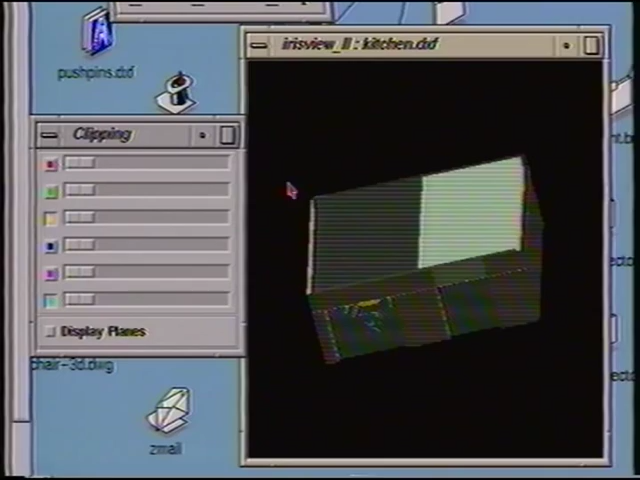 pushpins.dxf
irisview_II : kitchen.dxf
Clipping
Display Planes
chair-3d.dwg
zmail